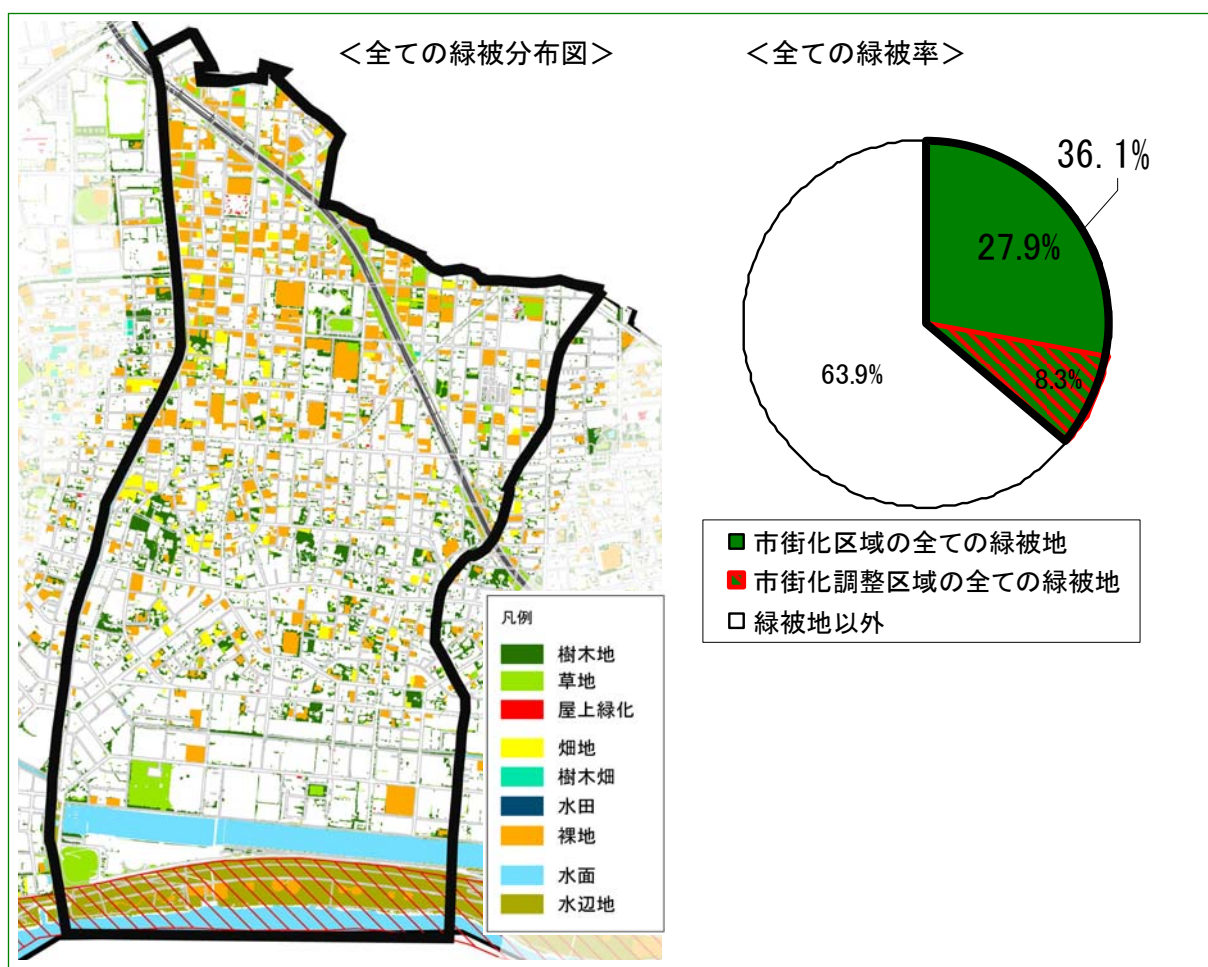 ＜全ての緑被分布図＞
＜全ての緑被率＞
36.1%
27.9%
8.3%
63.9%
市街化区域の全ての緑被地
市街化調整区域の全ての緑被地
緑被地以外
凡例
樹木地
草地
屋上緑化
畑地
樹木畑
水田
裸地
水面
水辺地